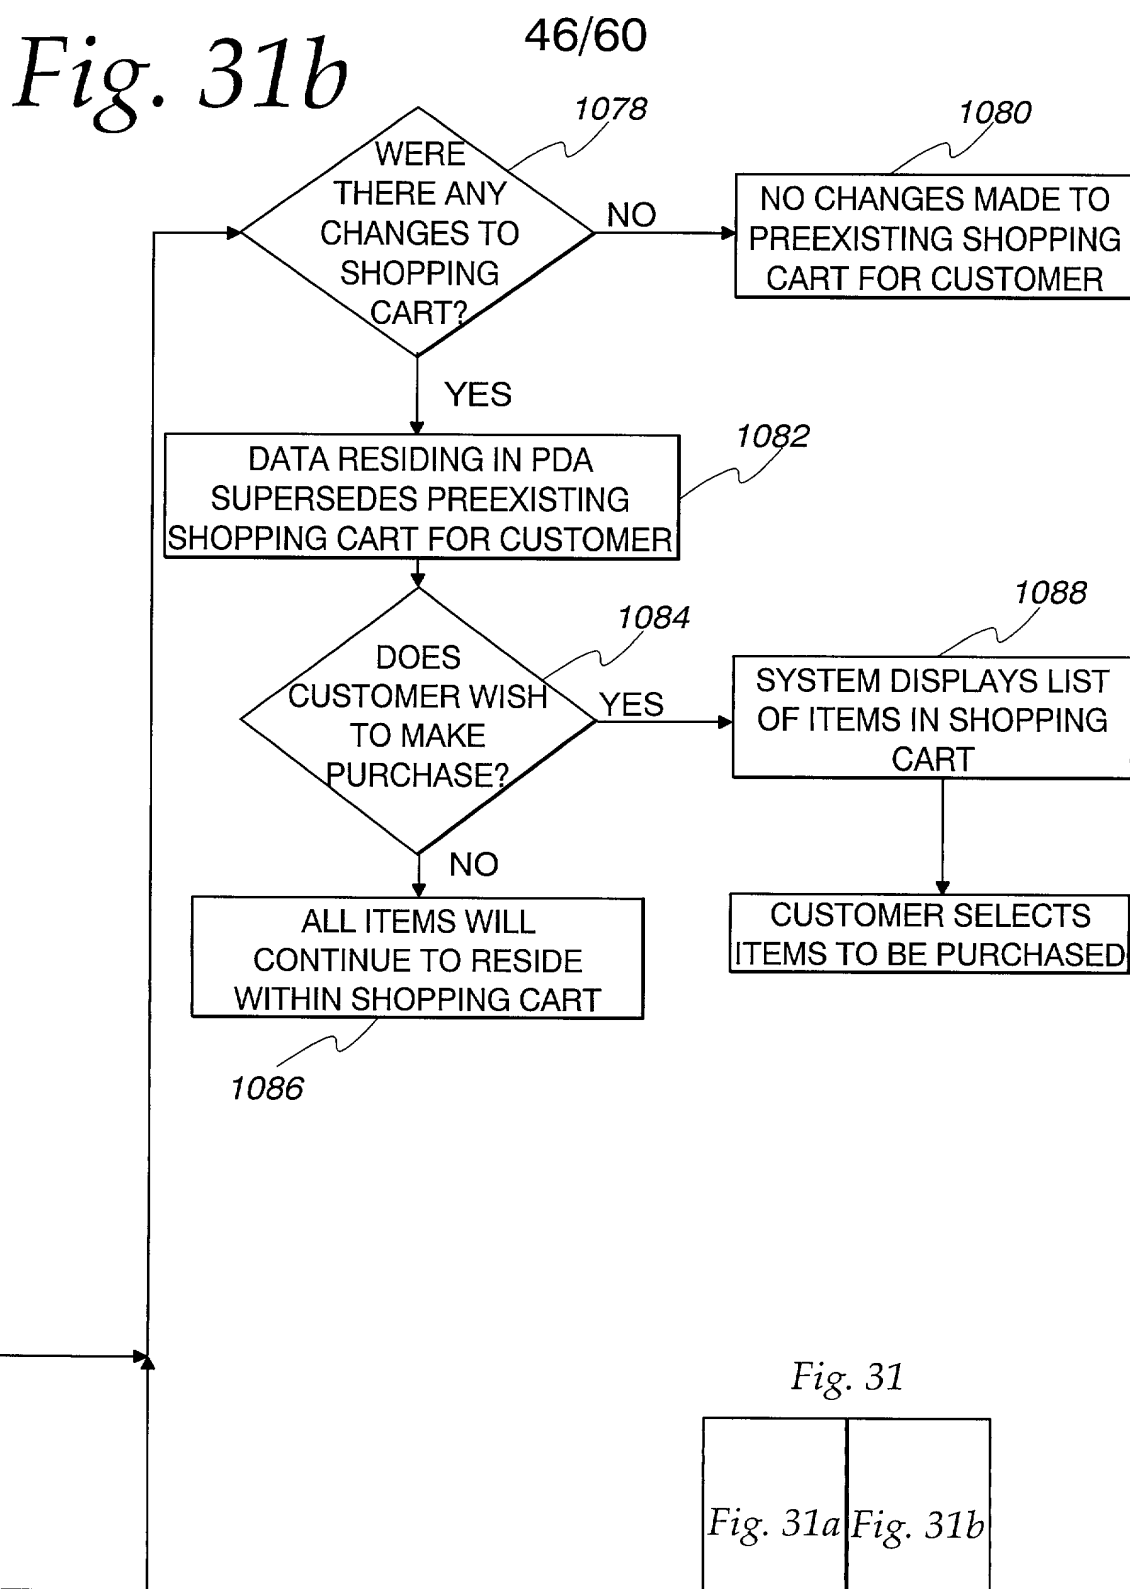 Fig. 31b
46/60
1078
WERE
THERE ANY
CHANGES TO
SHOPPING
CART?
NO
1080
NO CHANGES MADE TO
PREEXISTING SHOPPING
CART FOR CUSTOMER
YES
1082
DATA RESIDING IN PDA
SUPERSEDES PREEXISTING
SHOPPING CART FOR CUSTOMER
1084
DOES
CUSTOMER WISH
TO MAKE
PURCHASE?
YES
1088
SYSTEM DISPLAYS LIST
OF ITEMS IN SHOPPING
CART
NO
ALL ITEMS WILL
CONTINUE TO RESIDE
WITHIN SHOPPING CART
1086
CUSTOMER SELECTS
ITEMS TO BE PURCHASED
Fig. 31
Fig. 31a
Fig. 31b